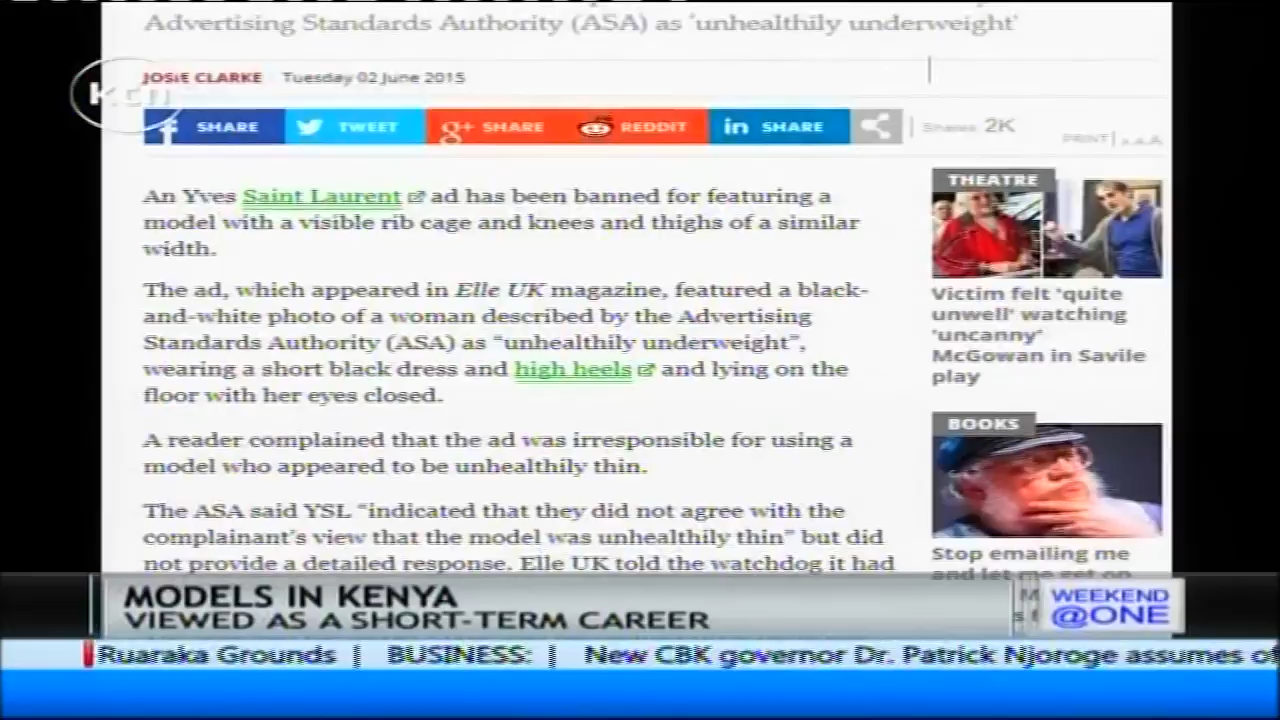 Advertising Standards Authority (ASA) as 'unhealthily underweight'
JOSIE CLARKE Tuesday 02 June 2015
KTN
SHARE TWEET g+ SHARE REDDIT in SHARE Shares 2K
PRINT A A A
An Yves Saint Laurent ad has been banned for featuring a
model with a visible rib cage and knees and thighs of a similar
width.
The ad, which appeared in Elle UK magazine, featured a black-
and-white photo of a woman described by the Advertising
Standards Authority (ASA) as “unhealthily underweight”,
wearing a short black dress and high heels and lying on the
floor with her eyes closed.
A reader complained that the ad was irresponsible for using a
model who appeared to be unhealthily thin.
The ASA said YSL “indicated that they did not agree with the
complainant's view that the model was unhealthily thin” but did
not provide a detailed response. Elle UK told the watchdog it had
THEATRE
Victim felt 'quite
unwell' watching
'uncanny'
McGowan in Savile
play
BOOKS
Stop emailing me
and let me get on
MODELS IN KENYA
VIEWED AS A SHORT-TERM CAREER
WEEKEND
@ONE
Ruaraka Grounds | BUSINESS: | New CBK governor Dr. Patrick Njoroge assumes of